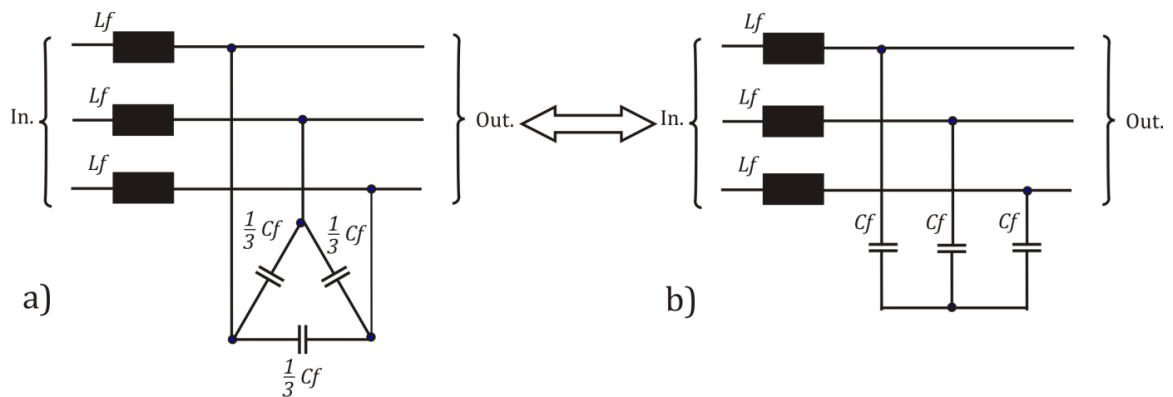 Lf
Lf
Lf
In.
Out.
1/3 Cf
1/3 Cf
1/3 Cf
a)
Lf
Lf
Lf
In.
Out.
Cf
Cf
Cf
b)